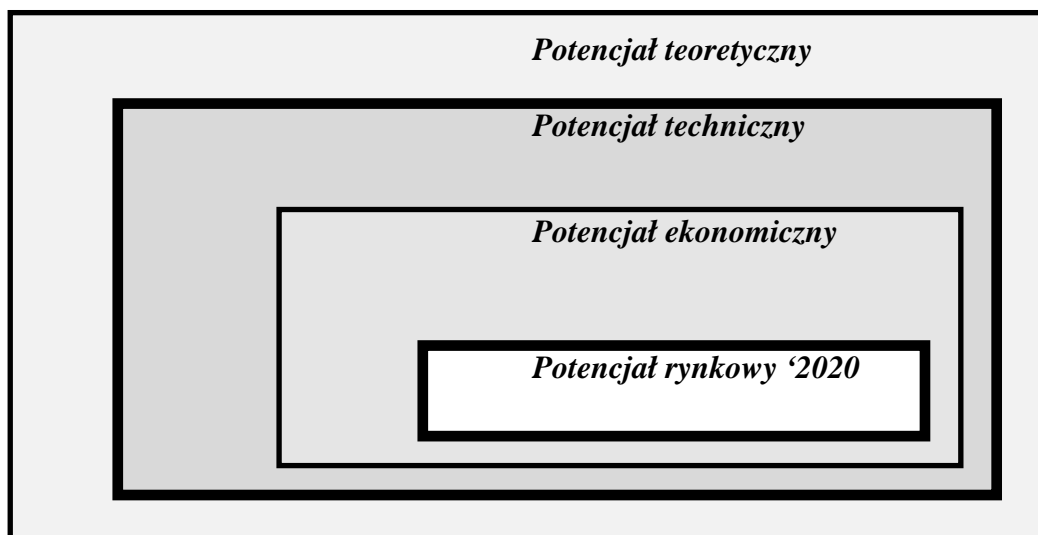 Potencjał teoretyczny
Potencjał techniczny
Potencjał ekonomiczny
Potencjał rynkowy ‘2020